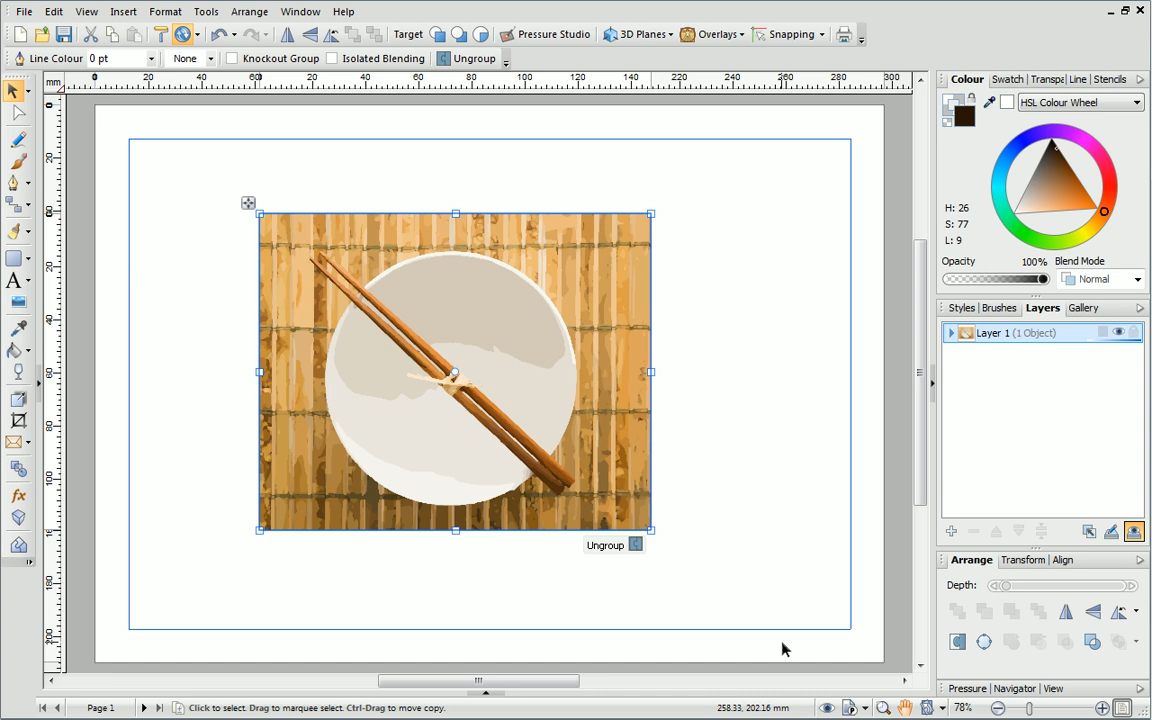 File Edit View Insert Format Tools Arrange Window Help
Target Pressure Studio 3D Planes Overlays Snapping
Line Colour 0 pt None Knockout Group Isolated Blending Ungroup
mm 0 20 40 60 20 40 60 80 100 120 140 220 240 260 280 300
Colour Swatch Transpa Line Stencils
HSL Colour Wheel
H: 26
S: 77
L: 9
Opacity 100% Blend Mode
Normal
Styles Brushes Layers Gallery
Layer 1 (1 Object)
Ungroup
Arrange Transform Align
Depth:
Pressure Navigator View
Page 1 Click to select. Drag to marquee select. Ctrl-Drag to move copy. 258.33, 202.16 mm 78%